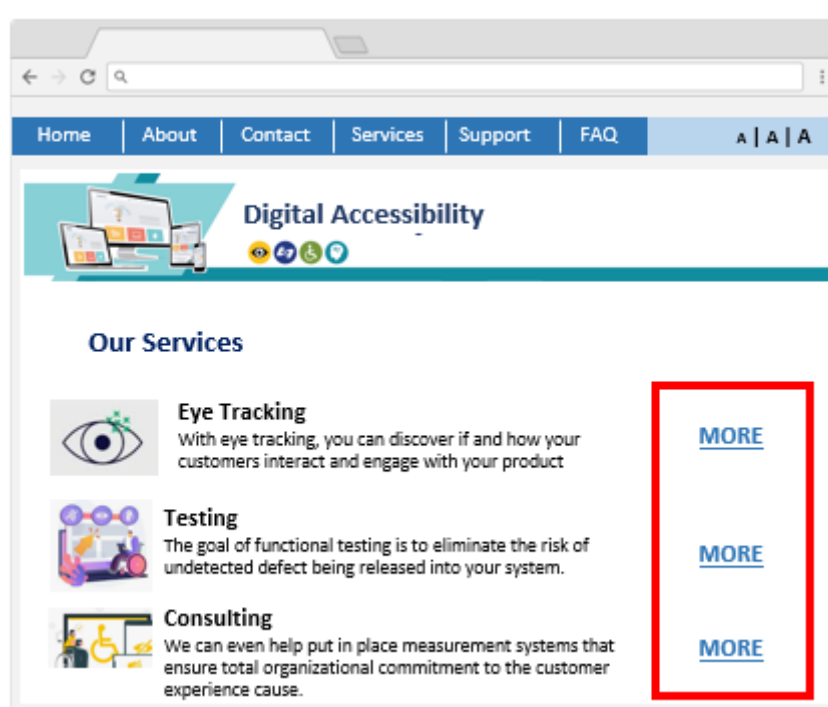 Home About Contact Services Support FAQ A | A | A
Digital Accessibility
Our Services
Eye Tracking
With eye tracking, you can discover if and how your
customers interact and engage with your product
MORE
Testing
The goal of functional testing is to eliminate the risk of
undetected defect being released into your system.
MORE
Consulting
We can even help put in place measurement systems that
ensure total organizational commitment to the customer
experience cause.
MORE